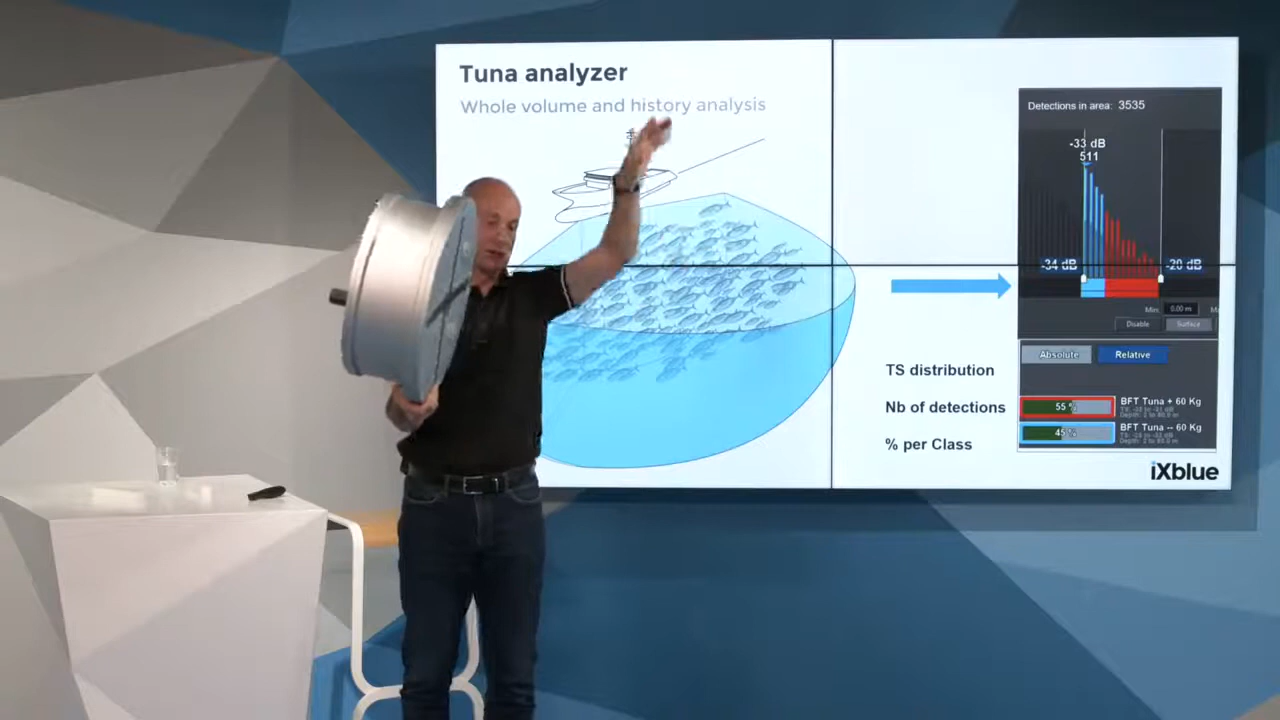 Tuna analyzer
Whole volume and history analysis
Detections in area: 3535
-33 dB
511
-34 dB
-20 dB
Min: 0.00 m
Disable
Surface
Absolute
Relative
TS distribution
Nb of detections
% per Class
55 %
BFT Tuna + 60 Kg
45 %
BFT Tuna -- 60 Kg
iXblue